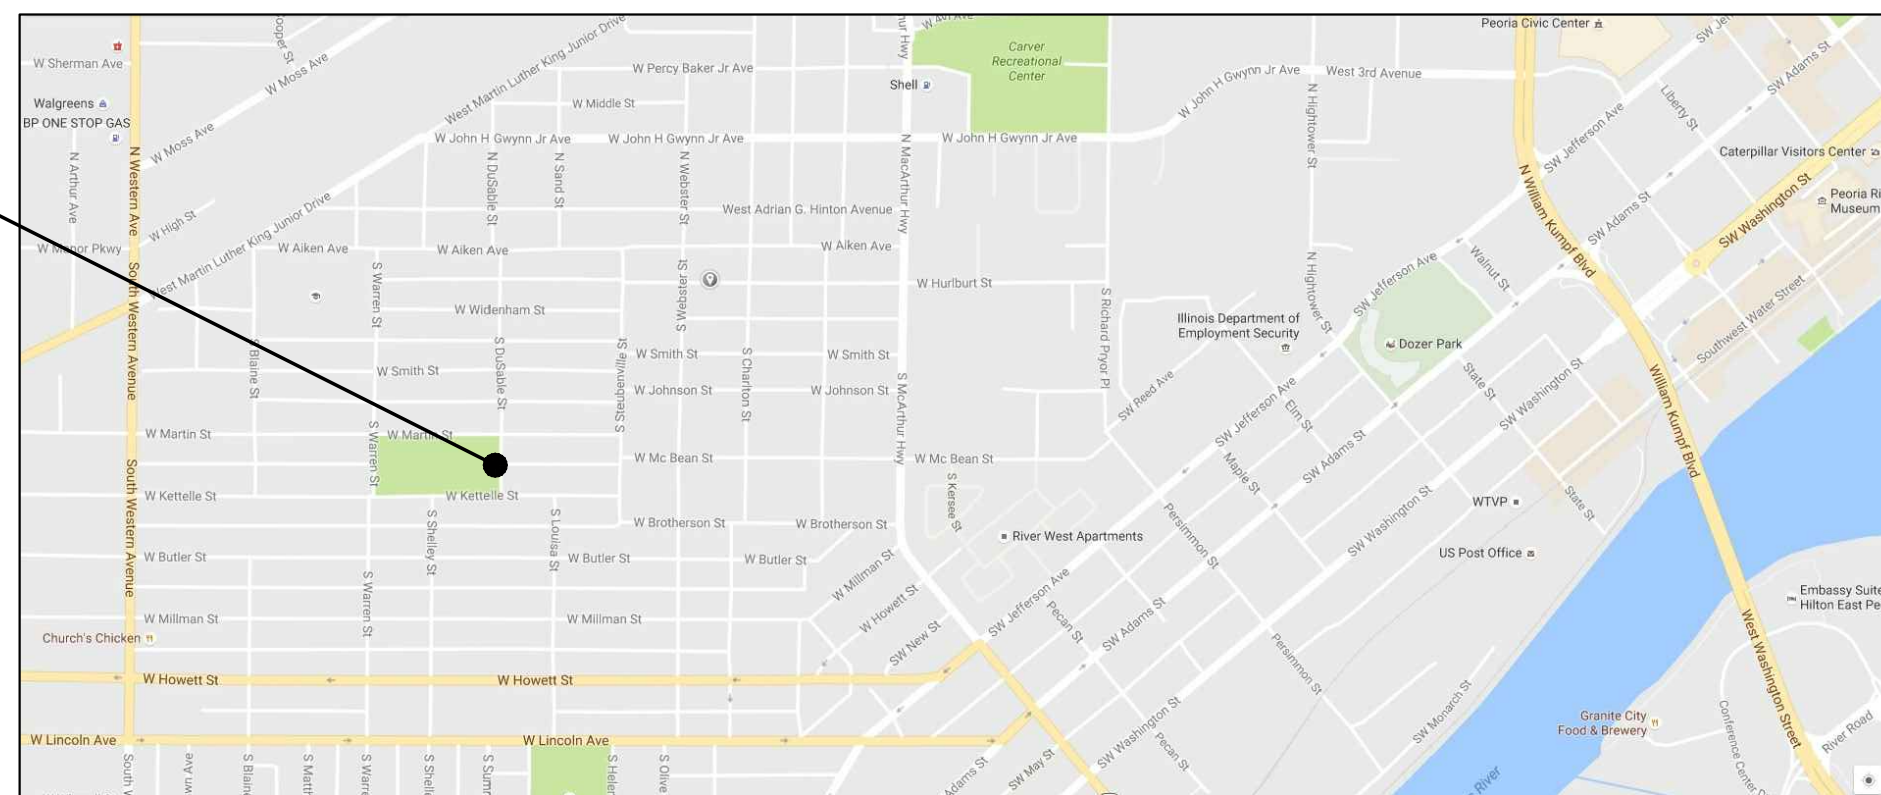 Peoria Civic Center
W Sherman Ave
W Moss Ave
West Martin Luther King Junior Drive
W Percy Baker Jr Ave
Carver
Recreational
Center
W John H Gwynn Jr Ave
West 3rd Avenue
SW Adams St
Walgreens
Shell
W Middle St
BP ONE STOP GAS
N Hightower St
Liberty St
SW Jefferson Ave
W Moss Ave
W John H Gwynn Jr Ave
W John H Gwynn Jr Ave
W John H Gwynn Jr Ave
Caterpillar Visitors Center
N Arthur Ave
N Western Ave
N DuSable St
N Sand St
N Webster St
N MacArthur Hwy
N William Kumpf Blvd
SW Washington St
Peoria Ri
Museum
W High St
West Martin Luther King Junior Drive
West Adrian G. Hinton Avenue
SW Adams St
W Manor Pkwy
W Aiken Ave
W Aiken Ave
W Aiken Ave
South Western Avenue
S Warren St
S Webster St
W Hurlburt St
S Richard Pryor Pl
N Hightower St
SW Jefferson Ave
Walnut St
Southwest Water Street
W Widenham St
Illinois Department of
Employment Security
Dozer Park
S Blaine St
W Smith St
S DuSable St
S Steubenville St
W Smith St
S Charlton St
W Smith St
W Johnson St
W Johnson St
S McArthur Hwy
SW Reed Ave
SW Jefferson Ave
Elm St
State St
SW Washington St
William Kumpf Blvd
W Martin St
S Warren St
W Martin St
W Mc Bean St
W Mc Bean St
SW Adams St
Maple St
South Western Avenue
W Kettelle St
W Kettelle St
S Kersee St
WTVP
State St
S Shelley St
S Louisa St
W Brotherson St
W Brotherson St
River West Apartments
Persimmon St
SW Washington St
US Post Office
W Butler St
W Butler St
W Butler St
W Millman St
S Warren St
W Howett St
SW Jefferson Ave
Pecan St
SW Adams St
Embassy Suite
Hilton East Pe
W Millman St
W Millman St
SW New St
Church's Chicken
Persimmon St
West Washington Street
W Howett St
W Howett St
SW Monarch St
SW Washington St
Granite City
Food & Brewery
W Lincoln Ave
W Lincoln Ave
Pecan St
SW May St
Adams St
River Road
S Blain
S Matth
S Warre
S Shelle
S Sumr
S Helen
S Olive
River